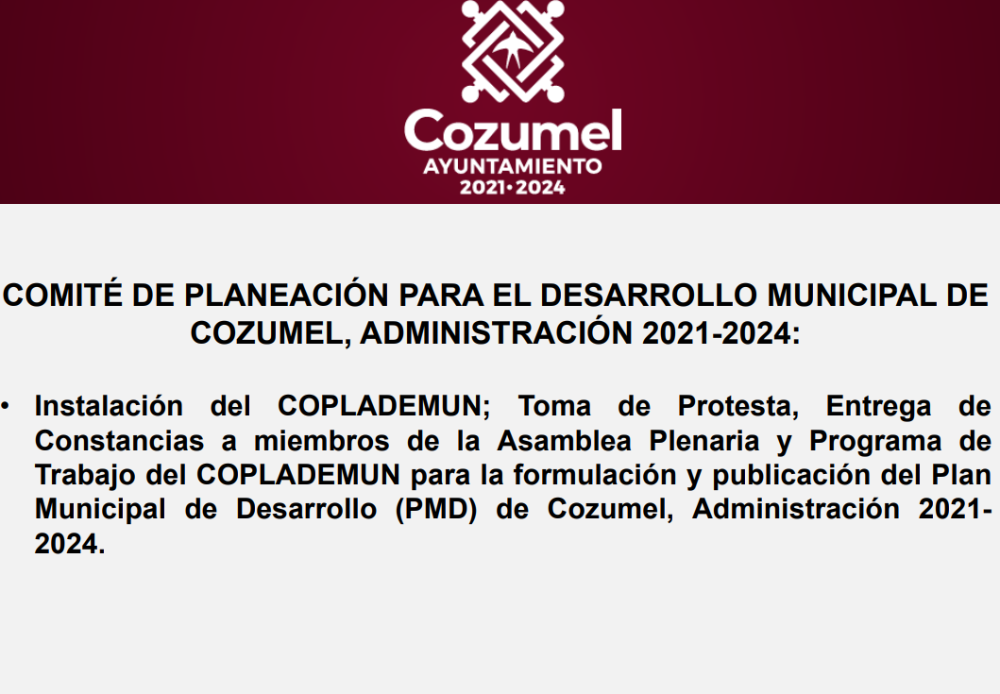 Cozumel
AYUNTAMIENTO
2021•2024
COMITÉ DE PLANEACIÓN PARA EL DESARROLLO MUNICIPAL DE
COZUMEL, ADMINISTRACIÓN 2021-2024:
• Instalación del COPLADEMUN; Toma de Protesta, Entrega de
Constancias a miembros de la Asamblea Plenaria y Programa de
Trabajo del COPLADEMUN para la formulación y publicación del Plan
Municipal de Desarrollo (PMD) de Cozumel, Administración 2021-
2024.